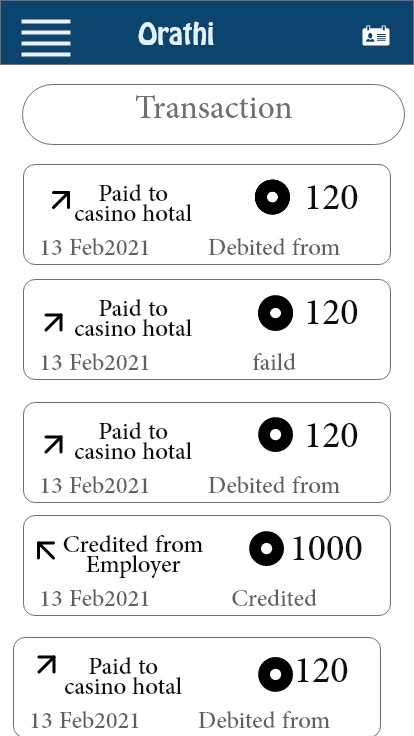 Orathi
Transaction
Paid to
casino hotal
120
13 Feb2021 Debited from
Paid to
casino hotal
120
13 Feb2021 faild
Paid to
casino hotal
120
13 Feb2021 Debited from
Credited from
Employer
1000
13 Feb2021 Credited
Paid to
casino hotal
120
13 Feb2021 Debited from